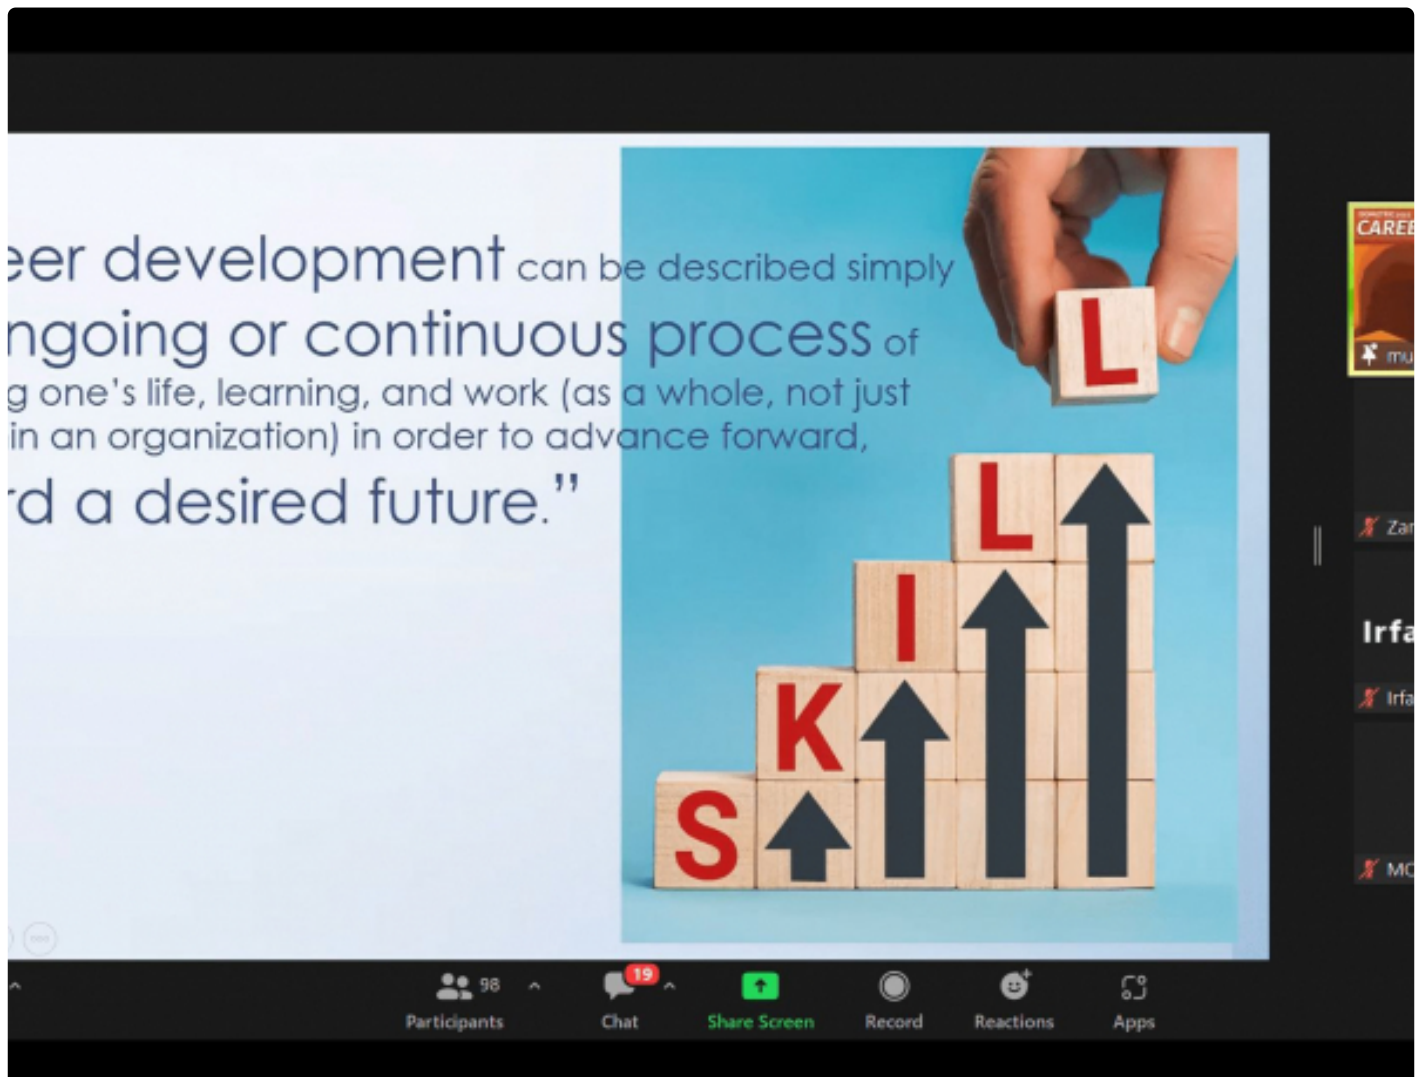 eer development can be described simply
ngoing or continuous process of
g one's life, learning, and work (as a whole, not just
in an organization) in order to advance forward,
rd a desired future.”
L
L
I
K
S
CAREE
mu
Zar
Irfa
Irfa
MO
98
19
Participants
Chat
Share Screen
Record
Reactions
Apps